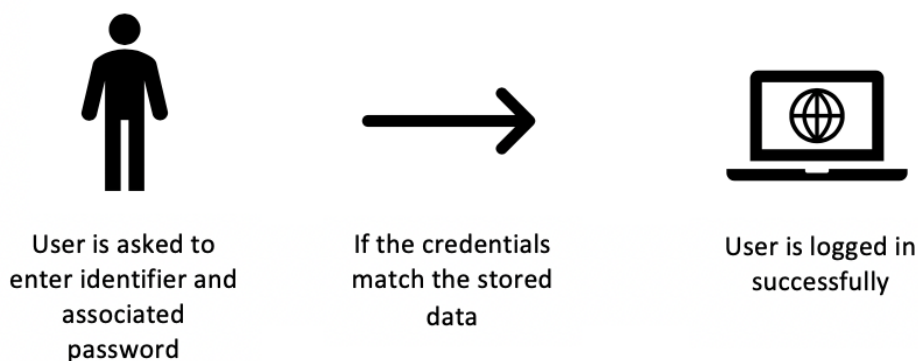 User is asked to
enter identifier and
associated
password
If the credentials
match the stored
data
User is logged in
successfully